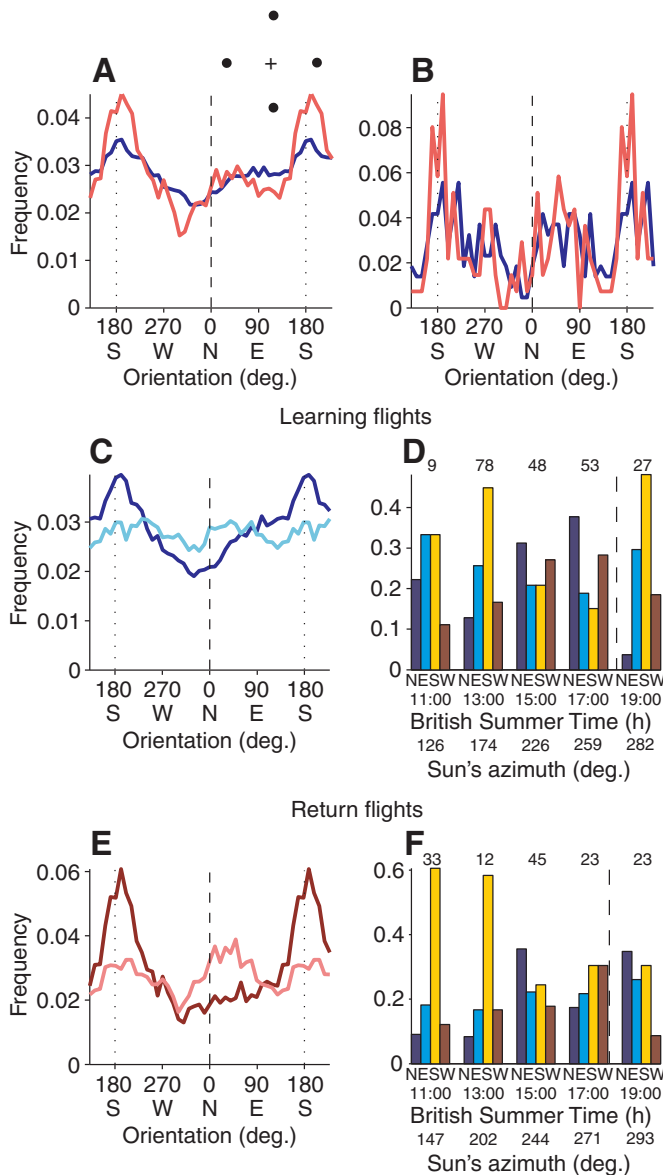 A B
0.04
0.03
0.02
0.01
0
Frequency
180 270 0 90 180
S W N E S
Orientation (deg.)
0.08
0.06
0.04
0.02
0
180 270 0 90 180
S W N E S
Orientation (deg.)
Learning flights
C
0.03
0.01
0
Frequency
180 270 0 90 180
S W N E S
Orientation (deg.)
D
9 78 48 53 27
0.4
0.3
0.2
0.1
0
NESW NESW NESW NESW NESW
11:00 13:00 15:00 17:00 19:00
British Summer Time (h)
126 174 226 259 282
Sun's azimuth (deg.)
Return flights
E
0.06
0.04
0.02
0
Frequency
180 270 0 90 180
S W N E S
Orientation (deg.)
F
33 12 45 23 23
0.6
0.4
0.2
0
NESW NESW NESW NESW NESW
11:00 13:00 15:00 17:00 19:00
British Summer Time (h)
147 202 244 271 293
Sun's azimuth (deg.)